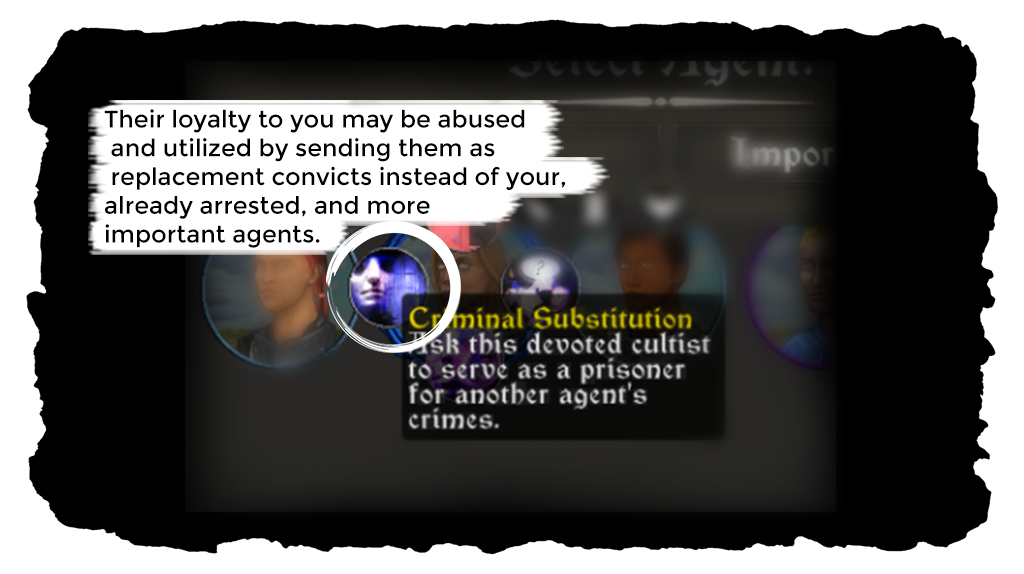 Select Agent.
Their loyalty to you may be abused
and utilized by sending them as
replacement convicts instead of your,
already arrested, and more
important agents.
?
Criminal Substitution
Ask this devoted cultist
to serve as a prisoner
for another agent's
crimes.